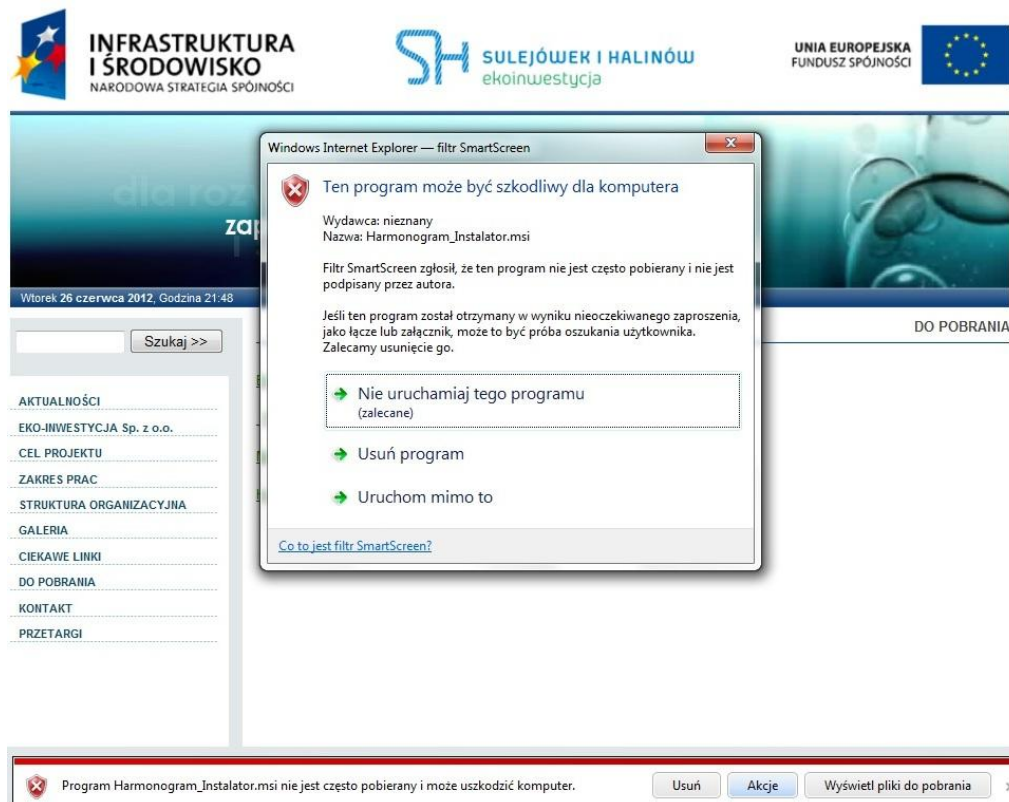 INFRASTRUKTURA
I ŚRODOWISKO
NARODOWA STRATEGIA SPÓJNOŚCI
SH
SULEJÓWEK I HALINÓW
ekoinwestycja
UNIA EUROPEJSKA
FUNDUSZ SPÓJNOŚCI
dla roz
zap
Wtorek 26 czerwca 2012, Godzina 21:48
Windows Internet Explorer — filtr SmartScreen
Ten program może być szkodliwy dla komputera
Wydawca: nieznany
Nazwa: Harmonogram_Instalator.msi
Filtr SmartScreen zgłosił, że ten program nie jest często pobierany i nie jest
podpisany przez autora.
Jeśli ten program został otrzymany w wyniku nieoczekiwanego zaproszenia,
jako łącze lub załącznik, może to być próba oszukania użytkownika.
Zalecamy usunięcie go.
Nie uruchamiaj tego programu
(zalecane)
Usuń program
Uruchom mimo to
Co to jest filtr SmartScreen?
DO POBRANIA
Szukaj >>
AKTUALNOŚCI
EKO-INWESTYCJA Sp. z o.o.
CEL PROJEKTU
ZAKRES PRAC
STRUKTURA ORGANIZACYJNA
GALERIA
CIEKAWE LINKI
DO POBRANIA
KONTAKT
PRZETARGI
Program Harmonogram_Instalator.msi nie jest często pobierany i może uszkodzić komputer.
Usuń
Akcje
Wyświetl pliki do pobrania